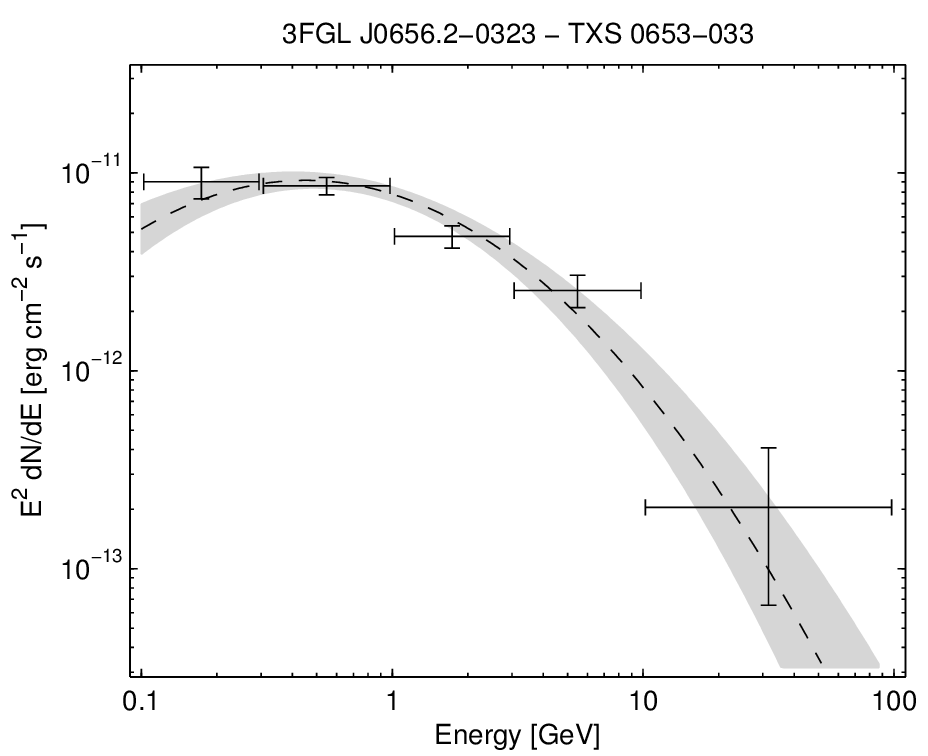 3FGL J0656.2−0323 − TXS 0653−033
E² dN/dE [erg cm⁻² s⁻¹]
10⁻¹¹
10⁻¹²
10⁻¹³
0.1 1 10 100
Energy [GeV]